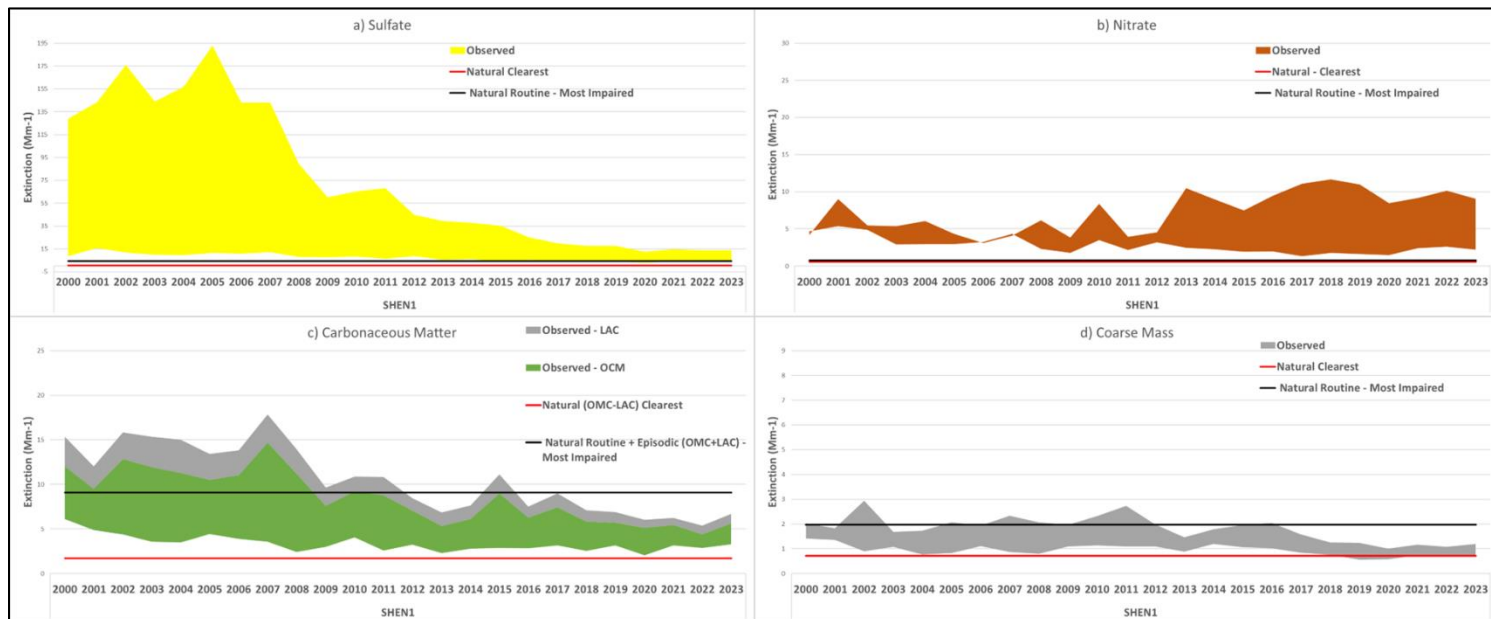 a) Sulfate
Extinction (Mm-1)
195
175
155
135
115
95
75
55
35
15
-5
Observed
Natural Clearest
Natural Routine - Most Impaired
2000 2001 2002 2003 2004 2005 2006 2007 2008 2009 2010 2011 2012 2013 2014 2015 2016 2017 2018 2019 2020 2021 2022 2023
SHEN1
b) Nitrate
Extinction (Mm-1)
30
25
20
15
10
5
0
Observed
Natural - Clearest
Natural Routine - Most Impaired
2000 2001 2002 2003 2004 2005 2006 2007 2008 2009 2010 2011 2012 2013 2014 2015 2016 2017 2018 2019 2020 2021 2022 2023
SHEN1
c) Carbonaceous Matter
Extinction (Mm-1)
25
20
15
10
5
0
Observed - LAC
Observed - OCM
Natural (OMC-LAC) Clearest
Natural Routine + Episodic (OMC+LAC) -
Most Impaired
2000 2001 2002 2003 2004 2005 2006 2007 2008 2009 2010 2011 2012 2013 2014 2015 2016 2017 2018 2019 2020 2021 2022 2023
SHEN1
d) Coarse Mass
Extinction (Mm-1)
9
8
7
6
5
4
3
2
1
0
Observed
Natural Clearest
Natural Routine - Most Impaired
2000 2001 2002 2003 2004 2005 2006 2007 2008 2009 2010 2011 2012 2013 2014 2015 2016 2017 2018 2019 2020 2021 2022 2023
SHEN1